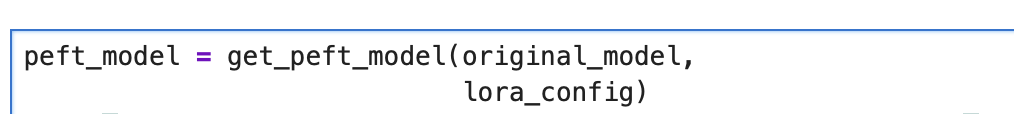 peft_model = get_peft_model(original_model,
                            lora_config)